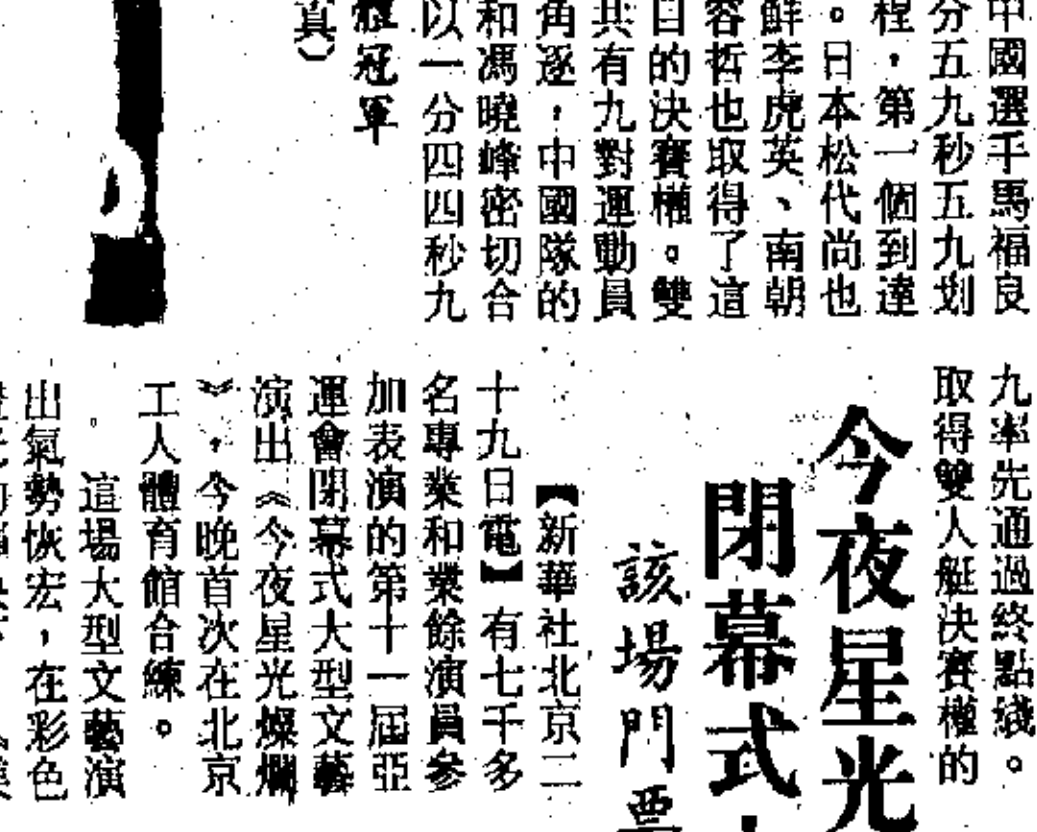 中國選手馬福良
分五九秒五九划
程，第一個到達
。日本松代尚也
鮮李虎英、南朝
容哲也取得了這
目的決賽權。雙
共有九對運動員
角逐，中國隊的
和馮曉峰密切合
以一分四四秒九
冠軍
真）
九率先通過終點綫。
取得雙人艇決賽權的
今夜星光
閉幕式
該場門票
【新華社北京二
十九日電】有七千多
名專業和業餘演員參
加表演的第十一屆亞
運會閉幕式大型文藝
演出《今夜星光燦爛
》，今晚首次在北京
工人體育館合練。
這場大型文藝演
出氣勢恢宏，在彩色